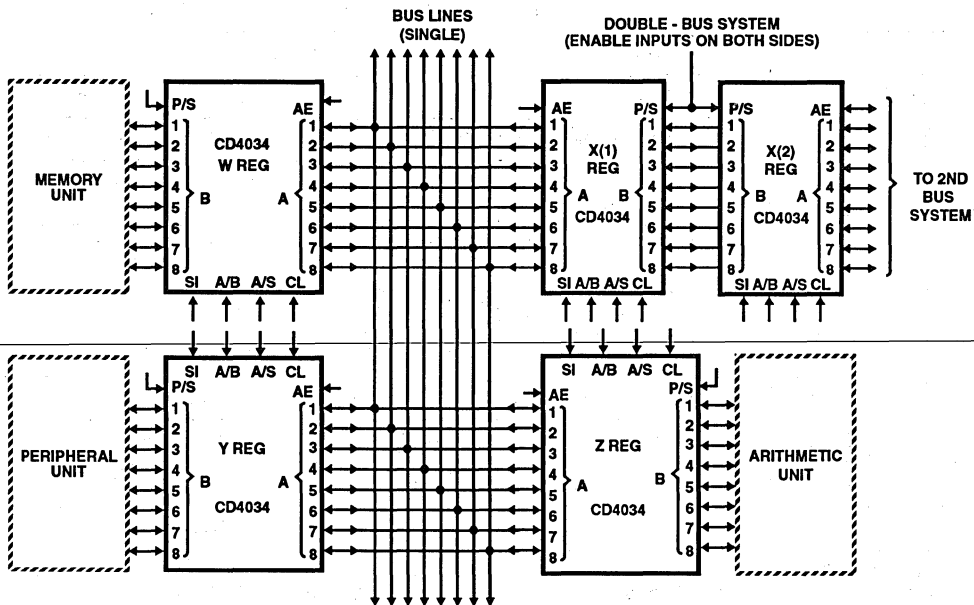 BUS LINES
(SINGLE)
DOUBLE - BUS SYSTEM
(ENABLE INPUTS ON BOTH SIDES)
MEMORY
UNIT
P/S
AE
CD4034
W REG
1
2
3
4
5
6
7
8
B
A
1
2
3
4
5
6
7
8
SI A/B A/S CL
AE
P/S
X(1)
REG
1
2
3
4
5
6
7
8
A
B
1
2
3
4
5
6
7
8
CD4034
SI A/B A/S CL
P/S
AE
X(2)
REG
1
2
3
4
5
6
7
8
B
A
1
2
3
4
5
6
7
8
CD4034
SI A/B A/S CL
TO 2ND
BUS
SYSTEM
PERIPHERAL
UNIT
SI A/B A/S CL
P/S
AE
Y REG
1
2
3
4
5
6
7
8
B
A
1
2
3
4
5
6
7
8
CD4034
SI A/B A/S CL
AE
P/S
Z REG
1
2
3
4
5
6
7
8
A
B
1
2
3
4
5
6
7
8
CD4034
ARITHMETIC
UNIT